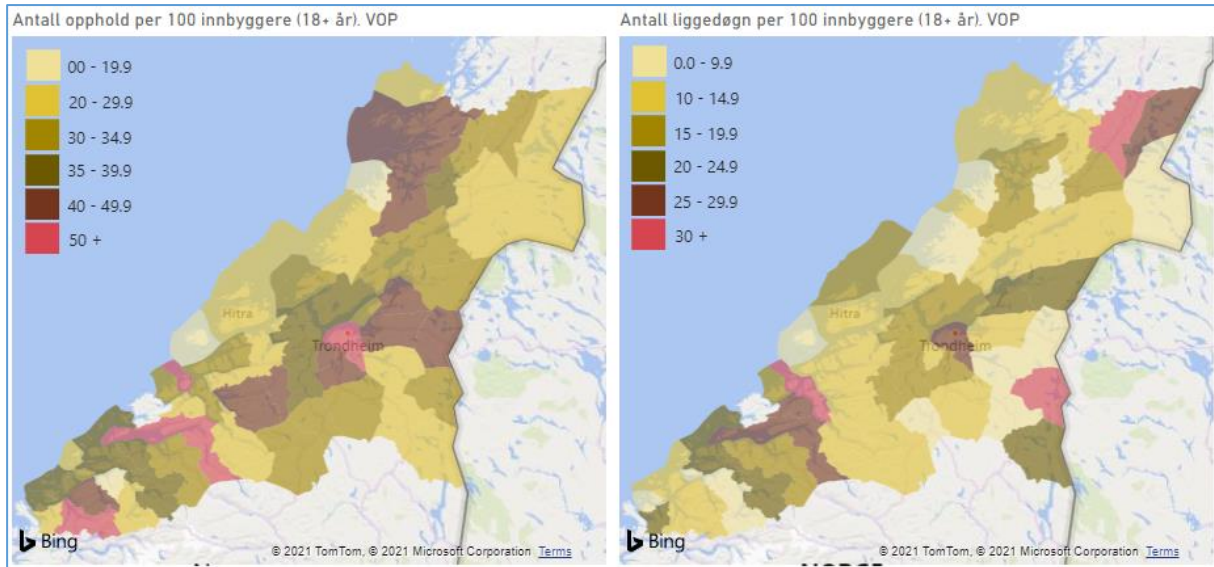 Antall opphold per 100 innbyggere (18+ år). VOP
00 - 19.9
20 - 29.9
30 - 34.9
35 - 39.9
40 - 49.9
50 +
Hitra
Trondheim
Bing
© 2021 TomTom, © 2021 Microsoft Corporation Terms
Antall liggedøgn per 100 innbyggere (18+ år). VOP
0.0 - 9.9
10 - 14.9
15 - 19.9
20 - 24.9
25 - 29.9
30 +
Hitra
Trondheim
Bing
© 2021 TomTom, © 2021 Microsoft Corporation Terms